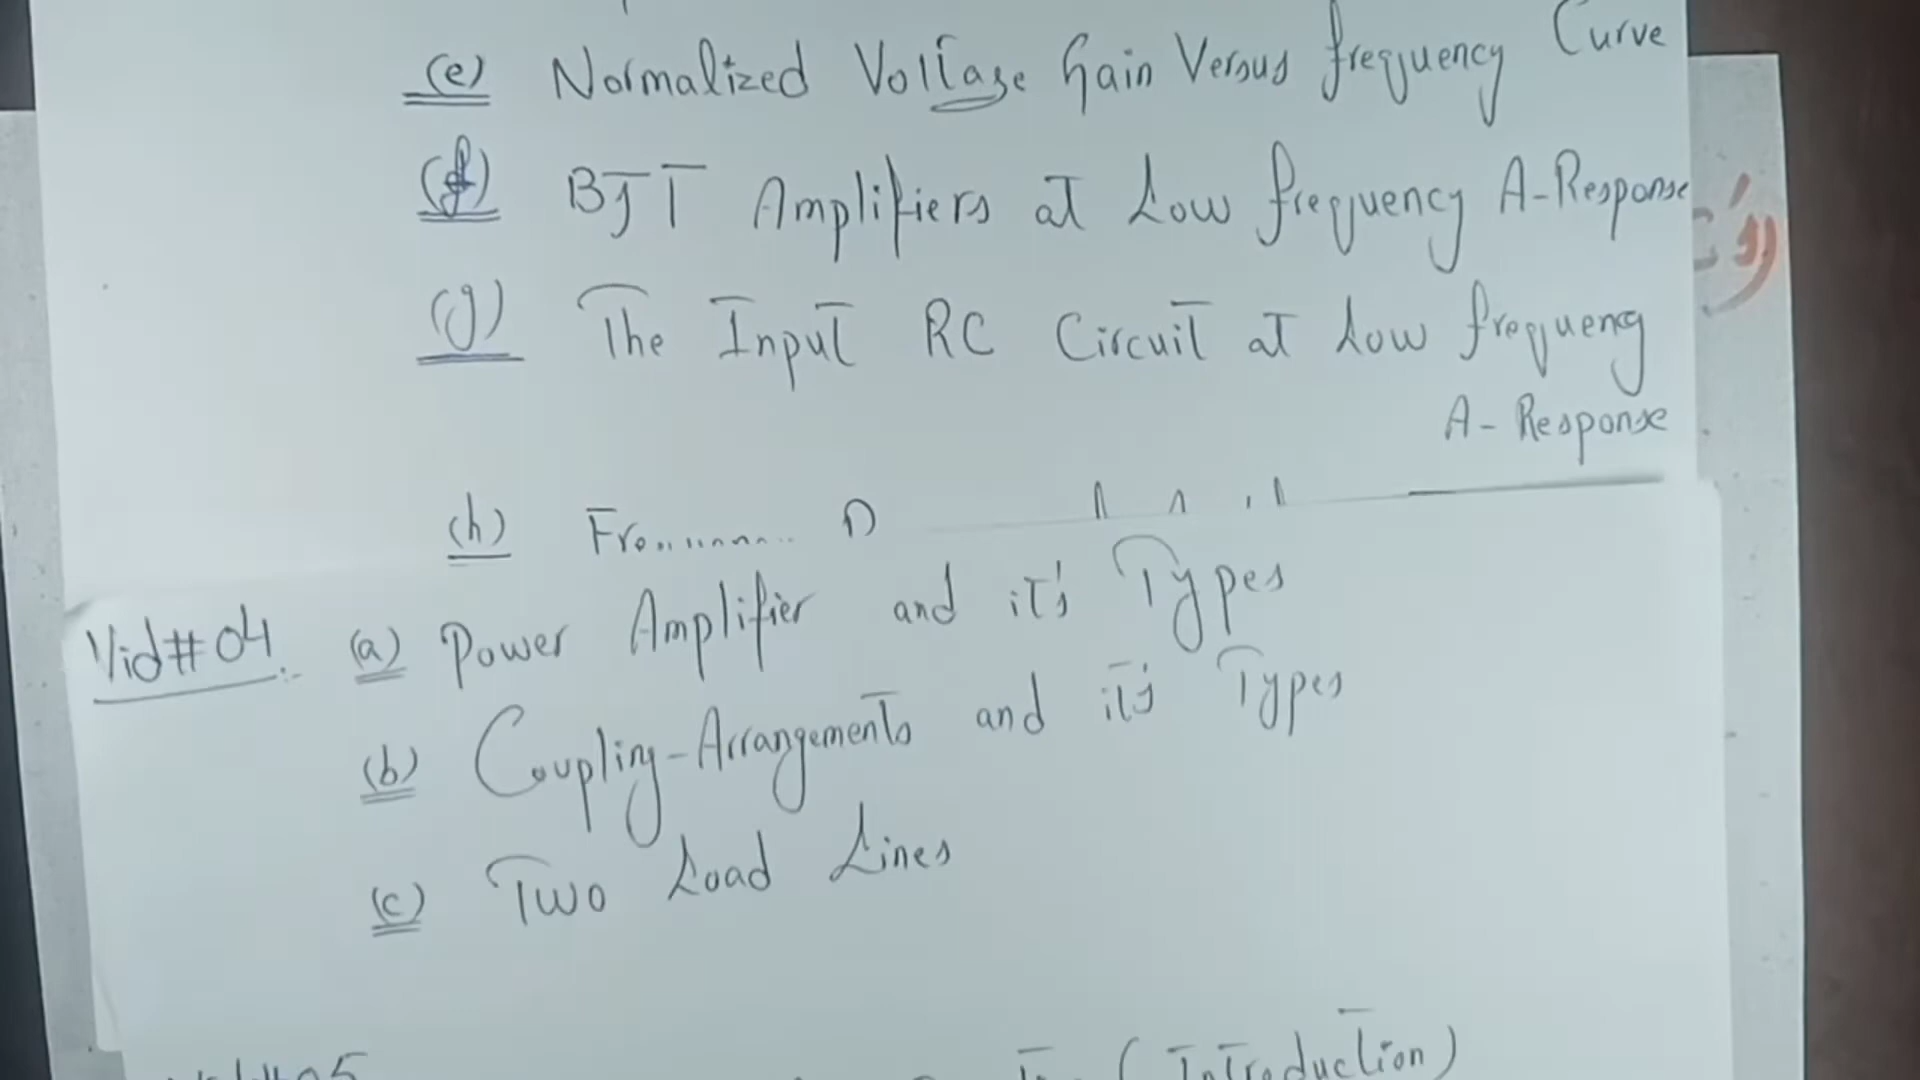 (e) Normalized Voltage Gain Versus frequency Curve
(f) BJT Amplifiers at Low frequency A-Response
(g) The Input RC Circuit at Low frequency
A-Response
(h)
Vid#04:- (a) Power Amplifier and it's Types
(b) Coupling-Arrangements and it's Types
(c) Two Load Lines
(Introduction)